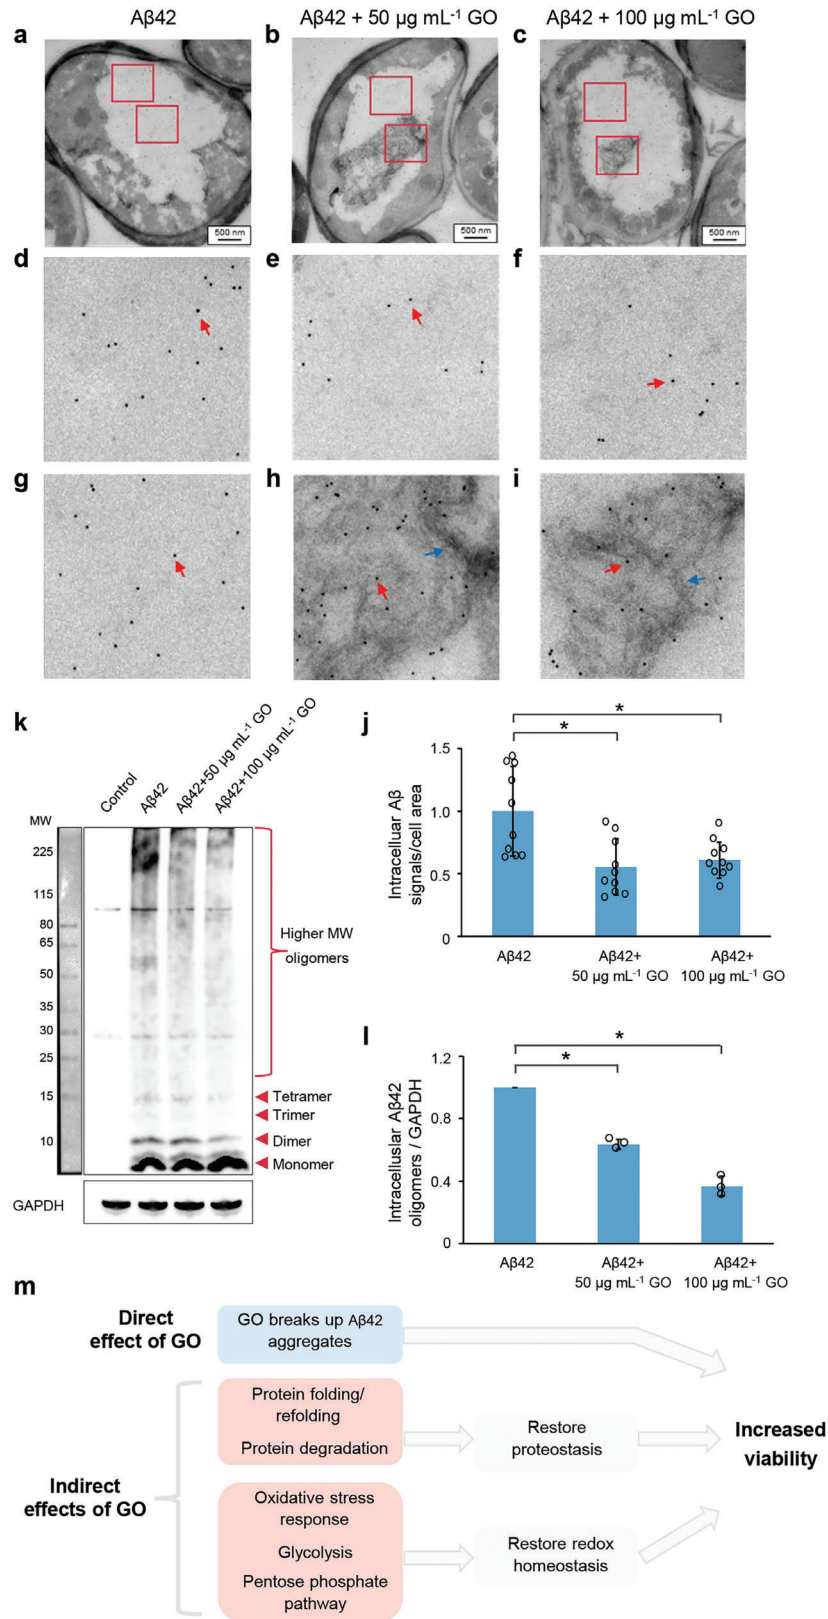 Aβ42
Aβ42 + 50 µg mL⁻¹ GO
Aβ42 + 100 µg mL⁻¹ GO
a
b
c
500 nm
500 nm
500 nm
d
e
f
g
h
i
k
Control
Aβ42
Aβ42+50 µg mL⁻¹ GO
Aβ42+100 µg mL⁻¹ GO
MW
225
115
80
65
50
35
30
25
15
10
Higher MW
oligomers
Tetramer
Trimer
Dimer
Monomer
GAPDH
j
*
*
Intracelluar Aβ
signals/cell area
1.5
1.0
0.5
0
Aβ42
Aβ42+
50 µg mL⁻¹ GO
Aβ42+
100 µg mL⁻¹ GO
l
*
*
Intracelluslar Aβ42
oligomers / GAPDH
1.2
0.8
0.4
0
Aβ42
Aβ42+
50 µg mL⁻¹ GO
Aβ42+
100 µg mL⁻¹ GO
m
Direct
effect of GO
GO breaks up Aβ42
aggregates
Indirect
effects of GO
Protein folding/
refolding
Protein degradation
Restore
proteostasis
Oxidative stress
response
Glycolysis
Pentose phosphate
pathway
Restore redox
homeostasis
Increased
viability